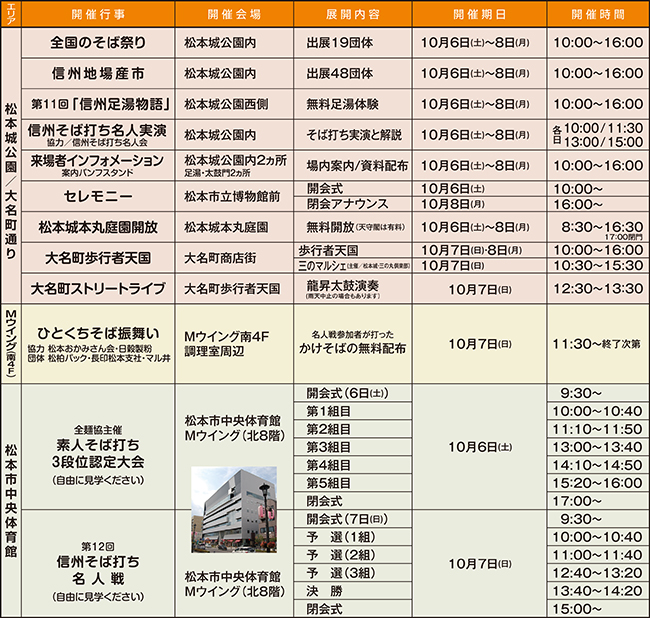 エリア 開催行事 開催会場 展開内容 開催期日 開催時間
松本城公園／大名町通り
全国のそば祭り 松本城公園内 出展19団体 10月6日(土)〜8日(月) 10:00〜16:00
信州地場産市 松本城公園内 出展48団体 10月6日(土)〜8日(月) 10:00〜16:00
第11回「信州足湯物語」 松本城公園西側 無料足湯体験 10月6日(土)〜8日(月) 10:00〜16:00
信州そば打ち名人実演 松本城公園内 そば打ち実演と解説 10月6日(土)〜8日(月) 各日 10:00/11:30
協力／信州そば打ち名人会 13:00/15:00
来場者インフォメーション 松本城公園内2ヵ所 場内案内/資料配布 10月6日(土)〜8日(月) 10:00〜16:00
案内パンフスタンド 足湯・太鼓門2ヵ所
セレモニー 松本市立博物館前 開会式 10月6日(土) 10:00〜
閉会アナウンス 10月8日(月) 16:00〜
松本城本丸庭園開放 松本城本丸庭園 無料開放(天守閣は有料) 10月6日(土)〜8日(月) 8:30〜16:30
17:00閉門
大名町歩行者天国 大名町商店街 歩行者天国 10月7日(日)・8日(月) 10:00〜16:00
三のマルシェ(主催／松本城・三の丸倶楽部) 10月7日(日) 10:30〜15:30
大名町ストリートライブ 大名町歩行者天国 龍昇太鼓演奏 10月7日(日) 12:30〜13:30
(雨天中止の場合もあります)
Mウイング(南4F)
ひとくちそば振舞い Mウイング南4F 名人戦参加者が打った 10月7日(日) 11:30〜終了次第
協力 松本おかみさん会・日穀製粉 調理室周辺 かけそばの無料配布
団体 松柏パック・長印松本支社・マル井
松本市中央体育館
全麺協主催
素人そば打ち
3段位認定大会
(自由に見学ください)
松本市中央体育館
Mウイング(北8階)
10月6日(土)
開会式(6日(土)) 9:30〜
第1組目 10:00〜10:40
第2組目 11:10〜11:50
第3組目 13:00〜13:40
第4組目 14:10〜14:50
第5組目 15:20〜16:00
閉会式 17:00〜
第12回
信州そば打ち
名人戦
(自由に見学ください)
松本市中央体育館
Mウイング(北8階)
10月7日(日)
開会式(7日(日)) 9:30〜
予選(1組) 10:00〜10:40
予選(2組) 11:00〜11:40
予選(3組) 12:40〜13:20
決勝 13:40〜14:20
閉会式 15:00〜